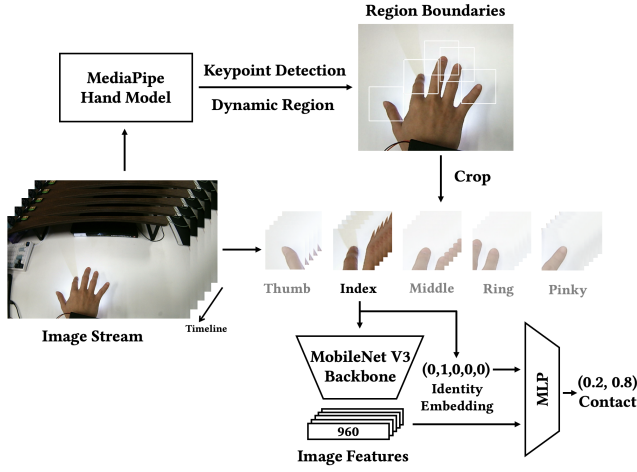 Region Boundaries
MediaPipe
Hand Model
Keypoint Detection
Dynamic Region
Crop
Thumb
Index
Middle
Ring
Pinky
Image Stream
Timeline
MobileNet V3
Backbone
(0,1,0,0,0)
Identity
Embedding
MLP
(0.2, 0.8)
Contact
960
Image Features